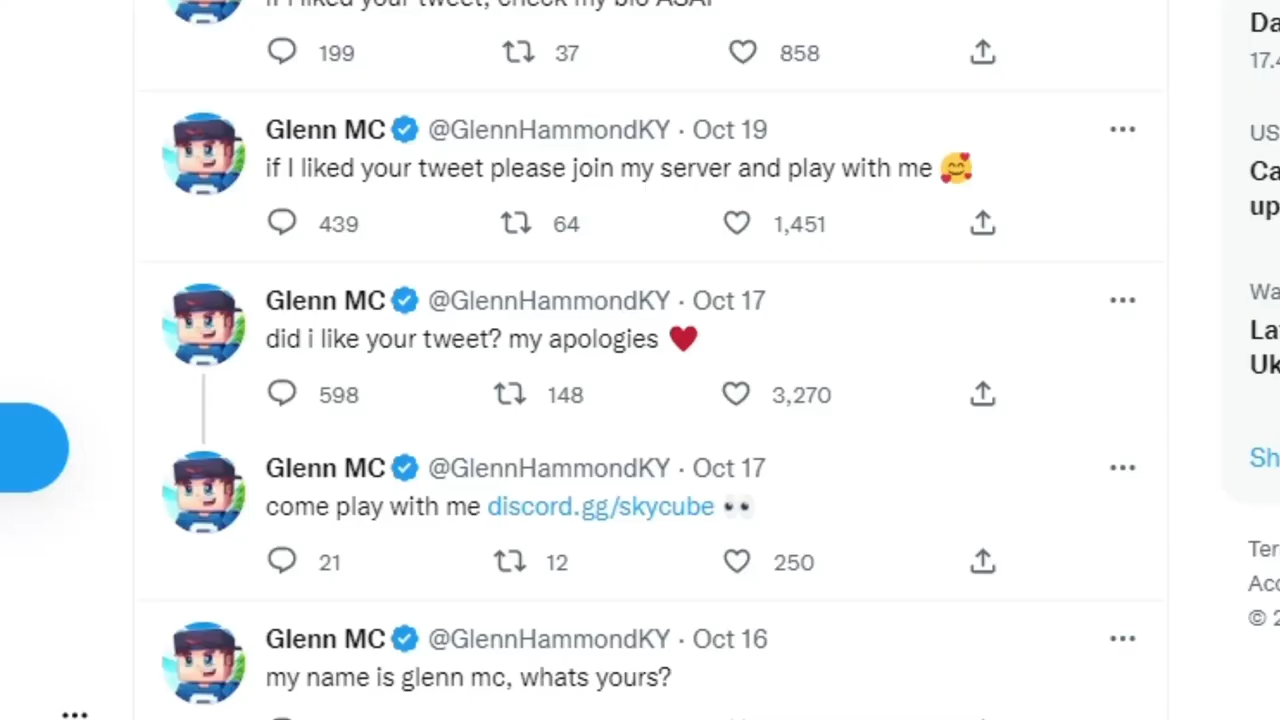 if I liked your tweet, check my bio ASAP
199 37 858
Da
17.4
Glenn MC @GlennHammondKY · Oct 19
if I liked your tweet please join my server and play with me 🥰
439 64 1,451
US
Ca
up
Glenn MC @GlennHammondKY · Oct 17
did i like your tweet? my apologies ♥
598 148 3,270
Wa
La
Uk
Glenn MC @GlennHammondKY · Oct 17
come play with me discord.gg/skycube 👀
21 12 250
Sh
Ter
Acc
© 2
Glenn MC @GlennHammondKY · Oct 16
my name is glenn mc, whats yours?